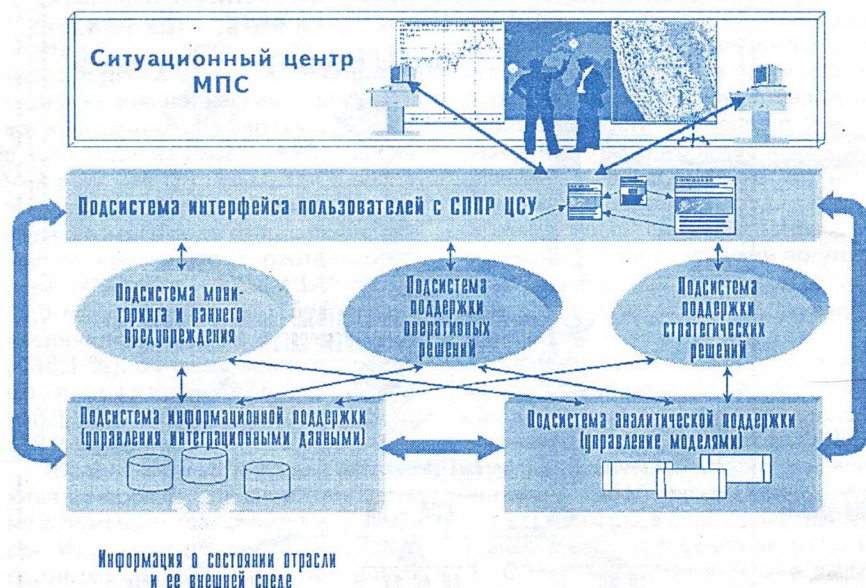 Ситуационный центр
МПС
Подсистема интерфейса пользователей с СППР ЦСУ
Подсистема мони-
торинга и раннего
предупреждения
Подсистема
поддержки
оперативных
решений
Подсистема
поддержки
стратегических
решений
Подсистема информационной поддержки
(управления интеграционными данными)
Подсистема аналитической поддержки
(управление моделями)
Информация о состоянии отрасли
и ее внешней среде